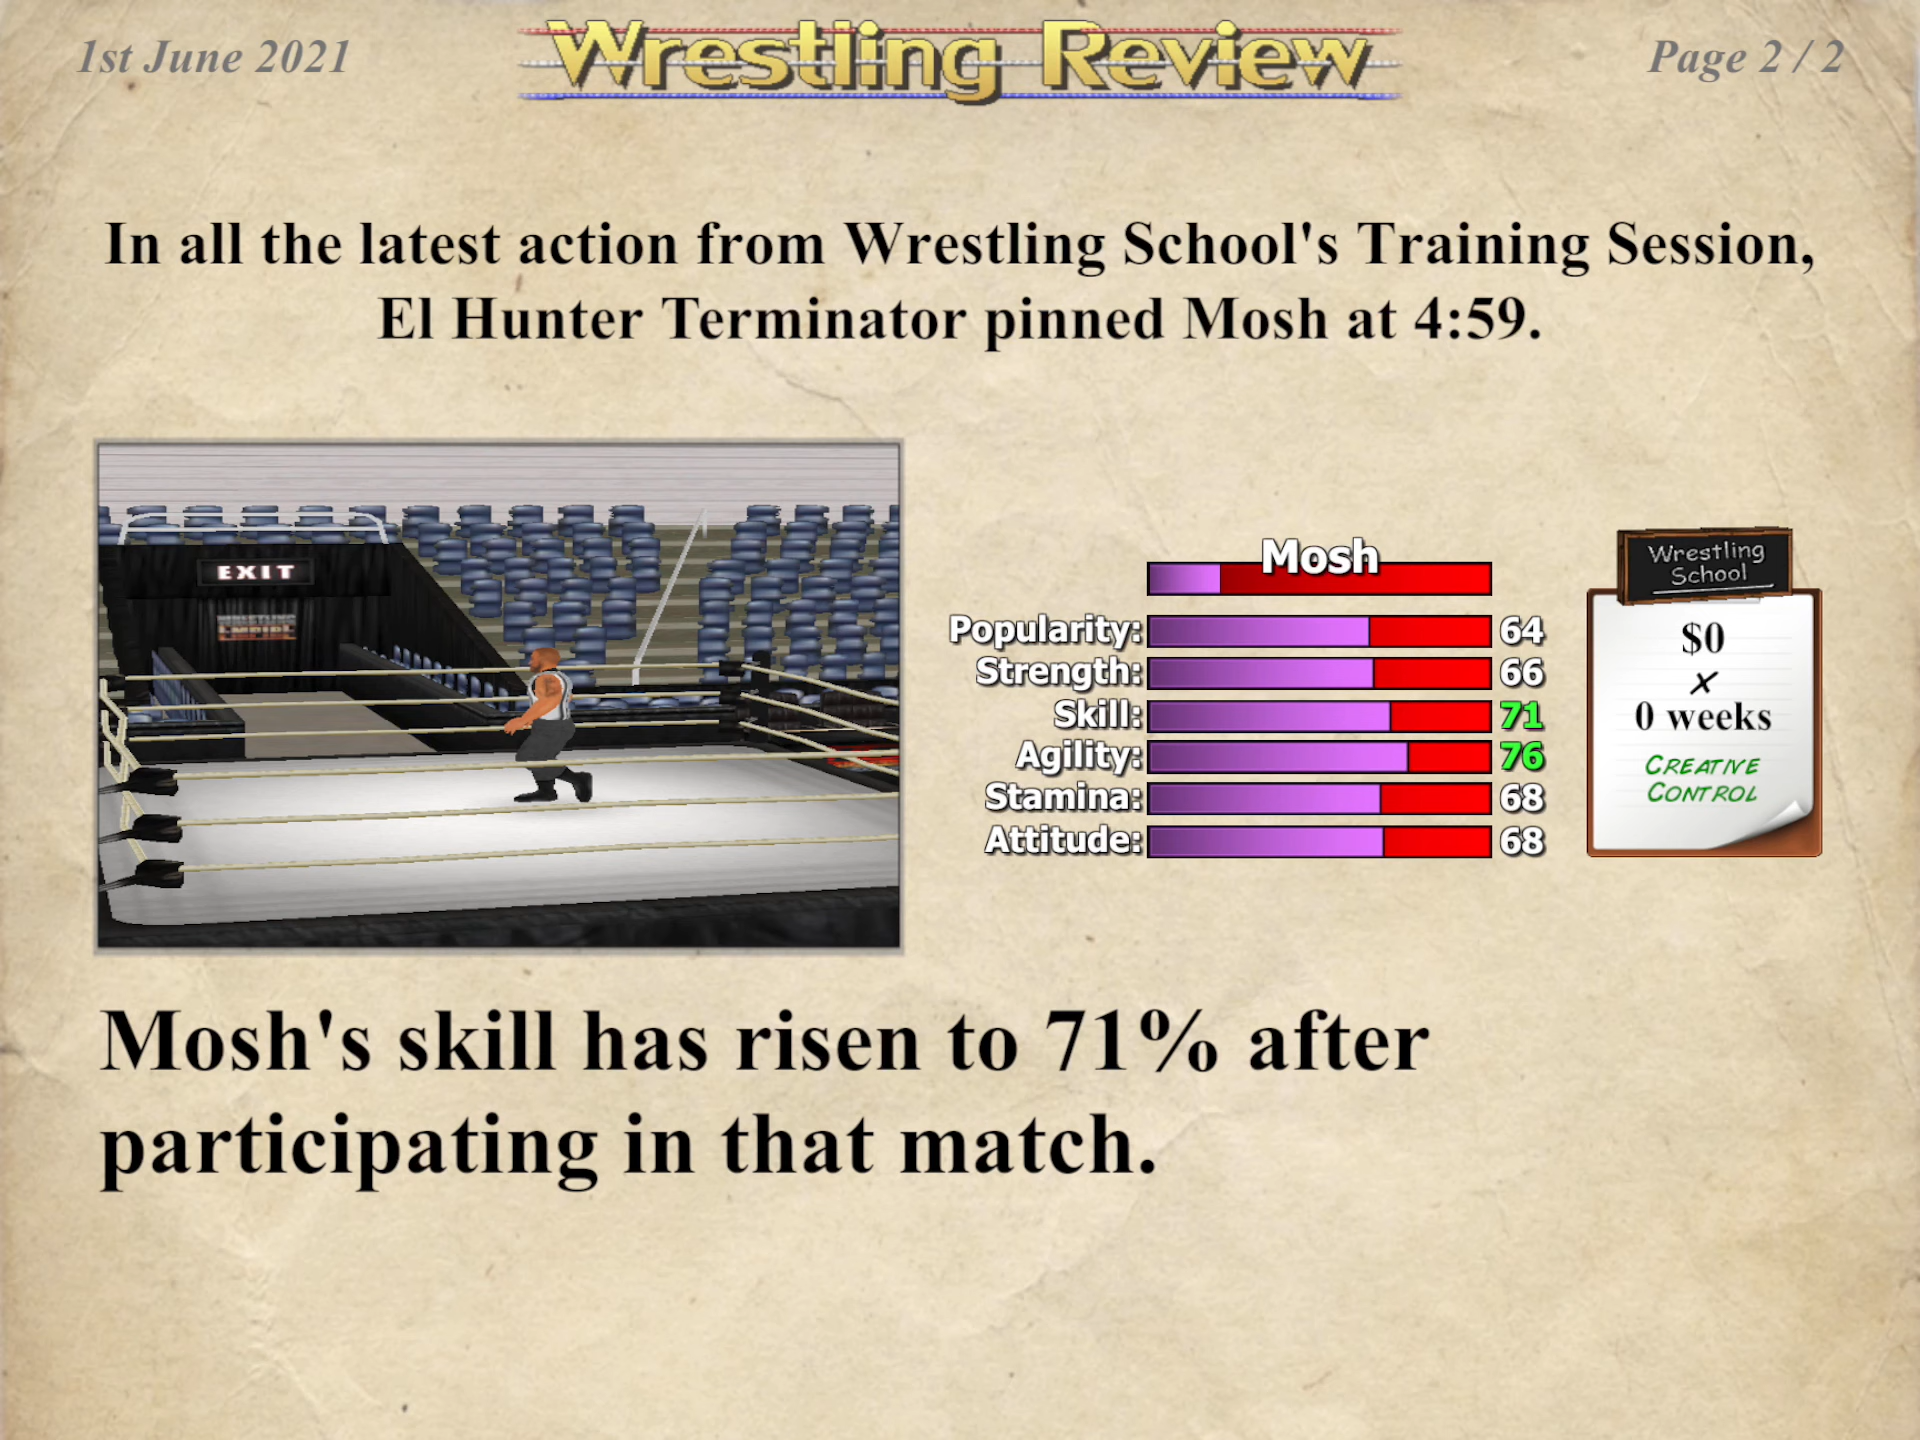 1st June 2021
Wrestling Review
Page 2 / 2
In all the latest action from Wrestling School's Training Session,
El Hunter Terminator pinned Mosh at 4:59.
EXIT
WRESTLING
EMPIRE
Mosh
Popularity: 64
Strength: 66
Skill: 71
Agility: 76
Stamina: 68
Attitude: 68
Wrestling
School
$0
x
0 weeks
CREATIVE
CONTROL
Mosh's skill has risen to 71% after
participating in that match.